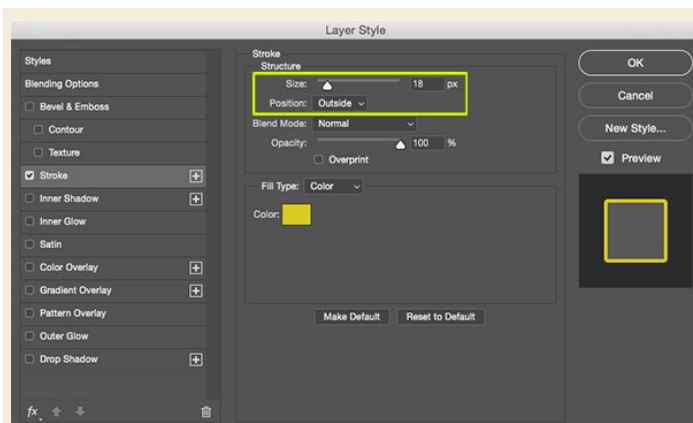 Layer Style
Styles
Blending Options
Bevel & Emboss
Contour
Texture
Stroke
Inner Shadow
Inner Glow
Satin
Color Overlay
Gradient Overlay
Pattern Overlay
Outer Glow
Drop Shadow
fx
Stroke
Structure
Size: 18 px
Position: Outside
Blend Mode: Normal
Opacity: 100 %
Overprint
Fill Type: Color
Color:
Make Default Reset to Default
OK
Cancel
New Style...
Preview